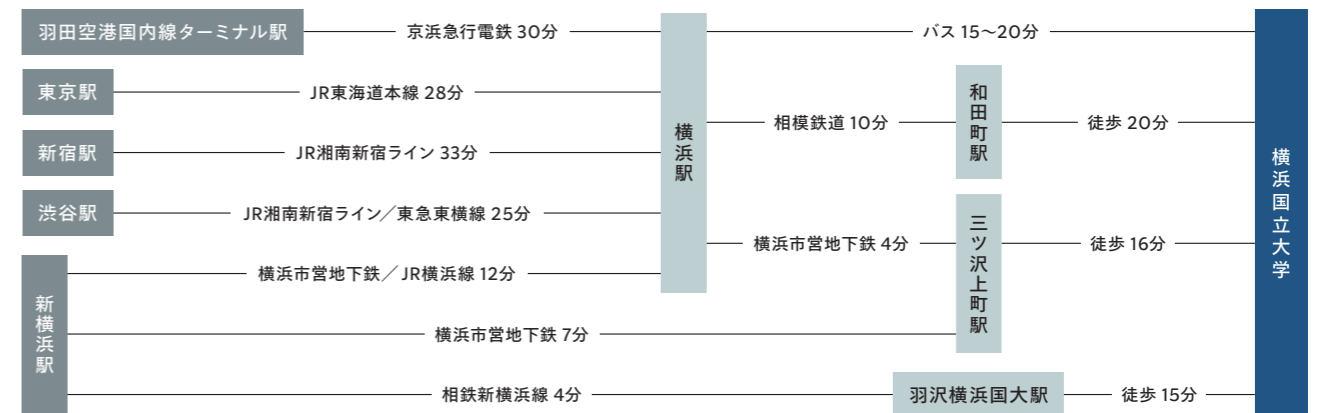 羽田空港国内線ターミナル駅
京浜急行電鉄 30分
バス 15〜20分
東京駅
JR東海道本線 28分
相模鉄道 10分
和田町駅
徒歩 20分
新宿駅
JR湘南新宿ライン 33分
横浜駅
横浜国立大学
渋谷駅
JR湘南新宿ライン／東急東横線 25分
横浜市営地下鉄 4分
三ツ沢上町駅
徒歩 16分
新横浜駅
横浜市営地下鉄／JR横浜線 12分
横浜市営地下鉄 7分
相鉄新横浜線 4分
羽沢横浜国大駅
徒歩 15分